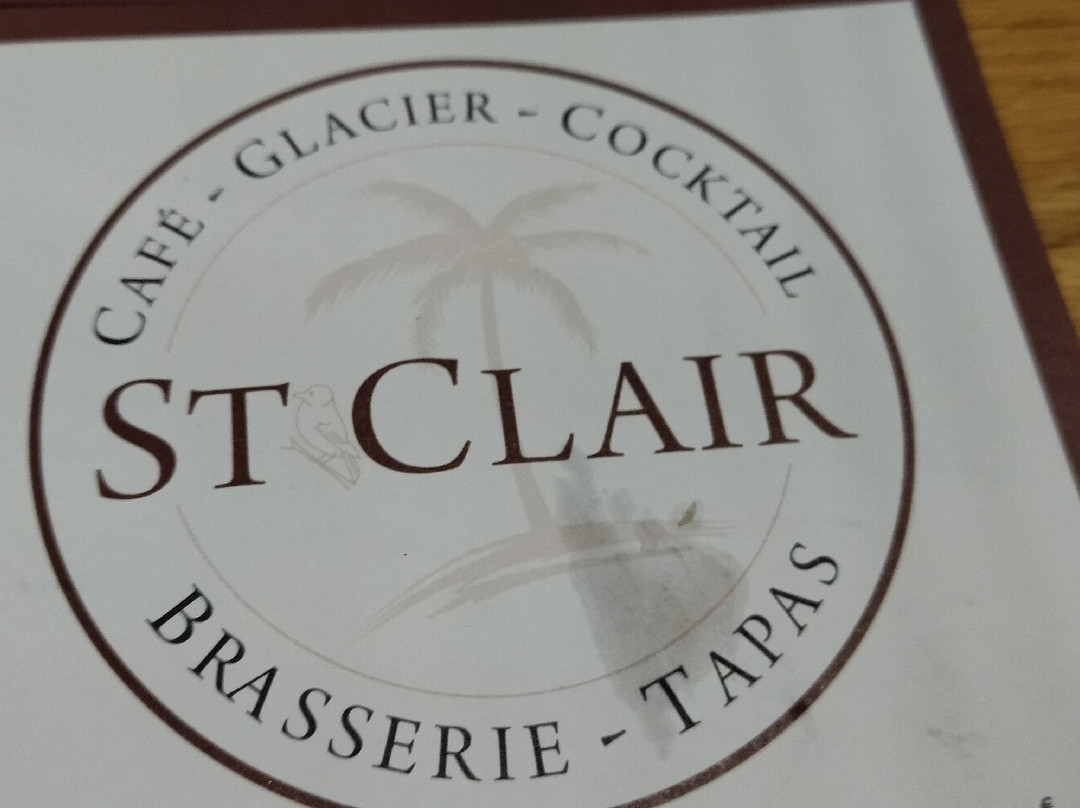 CAFÉ - GLACIER - COCKTAIL
ST CLAIR
BRASSERIE - TAPAS